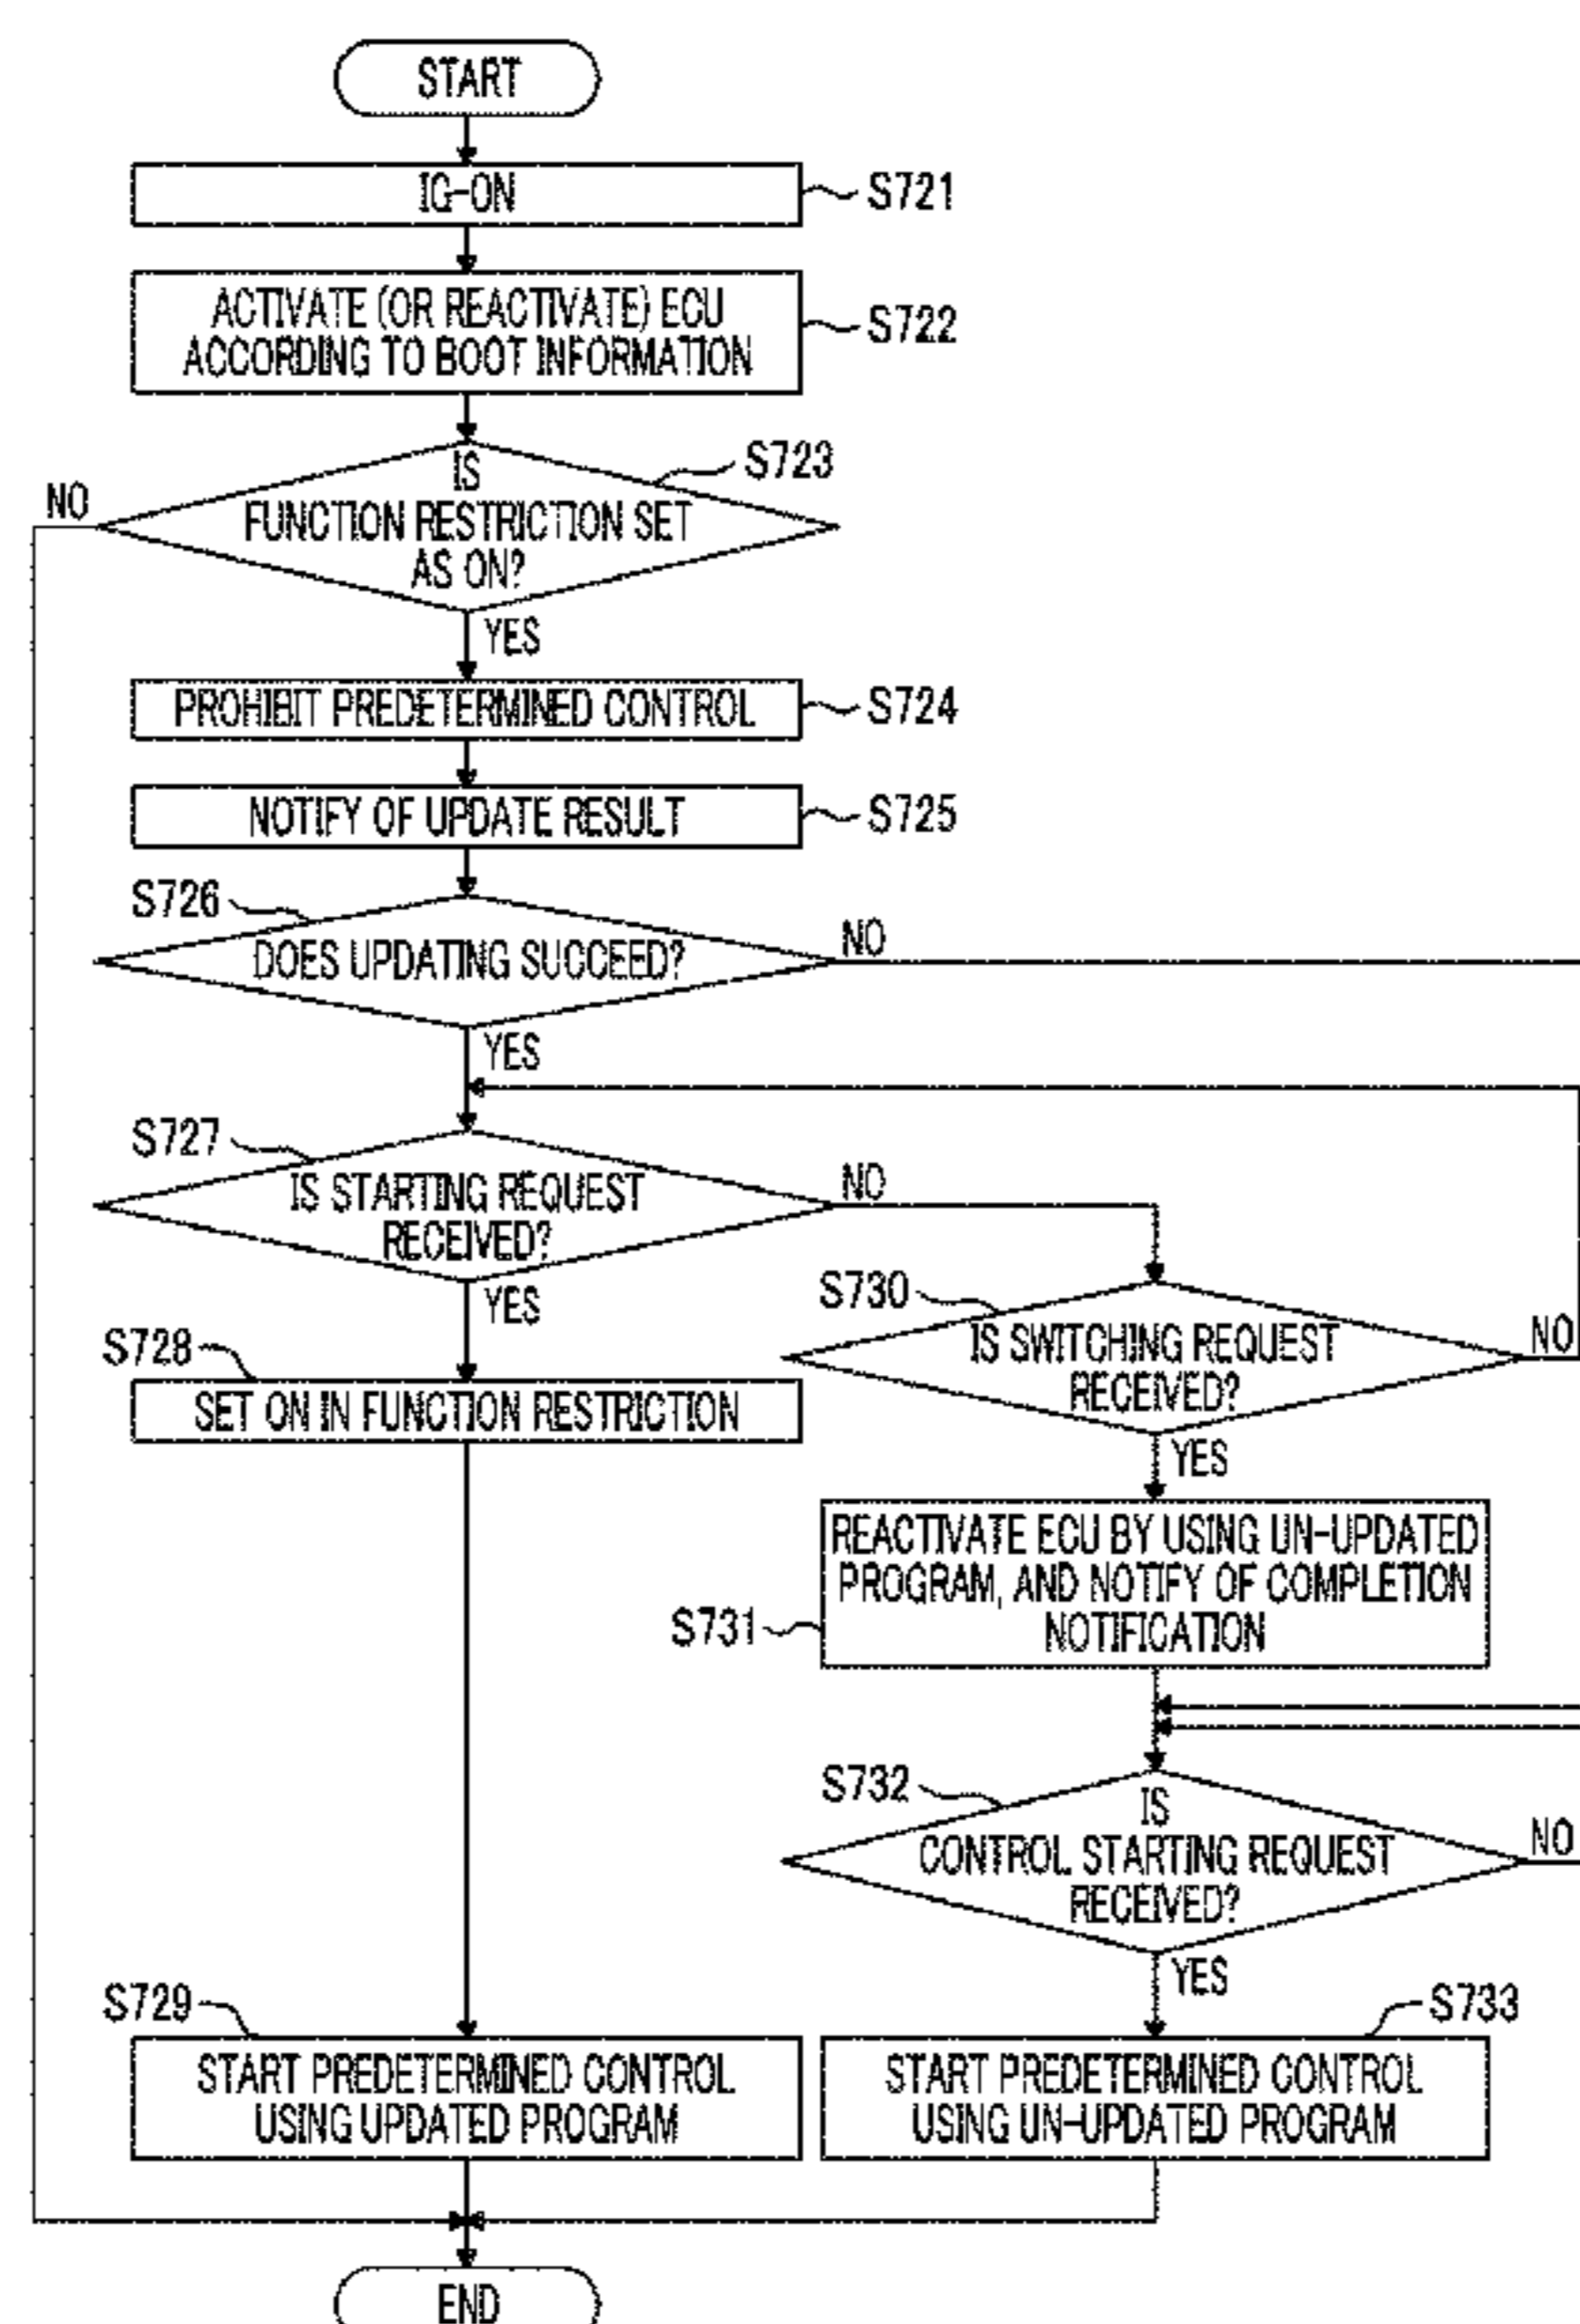 START
IG-ON
S721
ACTIVATE (OR REACTIVATE) ECU
ACCORDING TO BOOT INFORMATION
S722
S723
IS
FUNCTION RESTRICTION SET
AS ON?
NO
YES
PROHIBIT PREDETERMINED CONTROL
S724
NOTIFY OF UPDATE RESULT
S725
S726
DOES UPDATING SUCCEED?
NO
YES
S727
IS STARTING REQUEST
RECEIVED?
NO
YES
S728
SET ON IN FUNCTION RESTRICTION
S730
IS SWITCHING REQUEST
RECEIVED?
NO
YES
REACTIVATE ECU BY USING UN-UPDATED
PROGRAM, AND NOTIFY OF COMPLETION
NOTIFICATION
S731
S732
IS
CONTROL STARTING REQUEST
RECEIVED?
NO
YES
S729
START PREDETERMINED CONTROL
USING UPDATED PROGRAM
S733
START PREDETERMINED CONTROL
USING UN-UPDATED PROGRAM
END